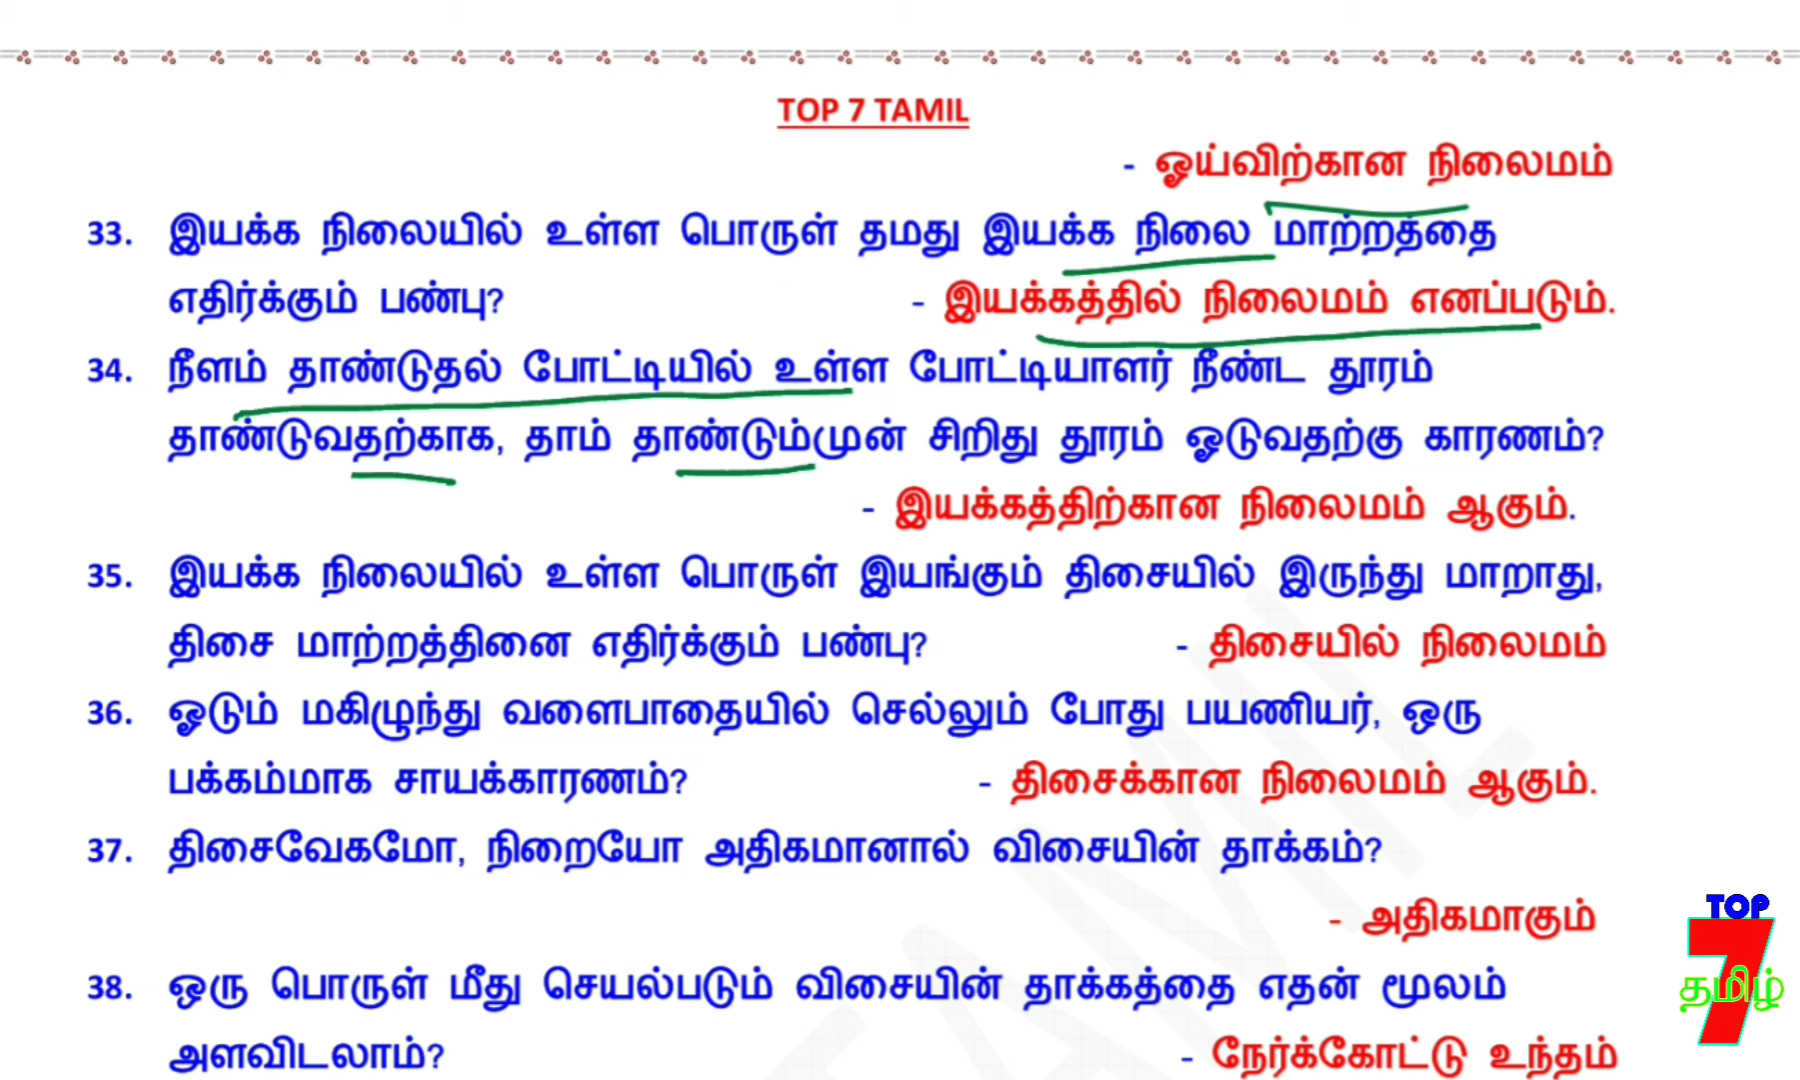 TOP 7 TAMIL
- ஓய்விற்கான நிலைமம்
33. இயக்க நிலையில் உள்ள பொருள் தமது இயக்க நிலை மாற்றத்தை
எதிர்க்கும் பண்பு? - இயக்கத்தில் நிலைமம் எனப்படும்.
34. நீளம் தாண்டுதல் போட்டியில் உள்ள போட்டியாளர் நீண்ட தூரம்
தாண்டுவதற்காக, தாம் தாண்டும்முன் சிறிது தூரம் ஓடுவதற்கு காரணம்?
- இயக்கத்திற்கான நிலைமம் ஆகும்.
35. இயக்க நிலையில் உள்ள பொருள் இயங்கும் திசையில் இருந்து மாறாது,
திசை மாற்றத்தினை எதிர்க்கும் பண்பு? - திசையில் நிலைமம்
36. ஓடும் மகிழுந்து வளைபாதையில் செல்லும் போது பயணியர், ஒரு
பக்கம்மாக சாயக்காரணம்? - திசைக்கான நிலைமம் ஆகும்.
37. திசைவேகமோ, நிறையோ அதிகமானால் விசையின் தாக்கம்?
- அதிகமாகும்
38. ஒரு பொருள் மீது செயல்படும் விசையின் தாக்கத்தை எதன் மூலம்
அளவிடலாம்? - நேர்க்கோட்டு உந்தம்
TOP
7
தமிழ்
TAMIL